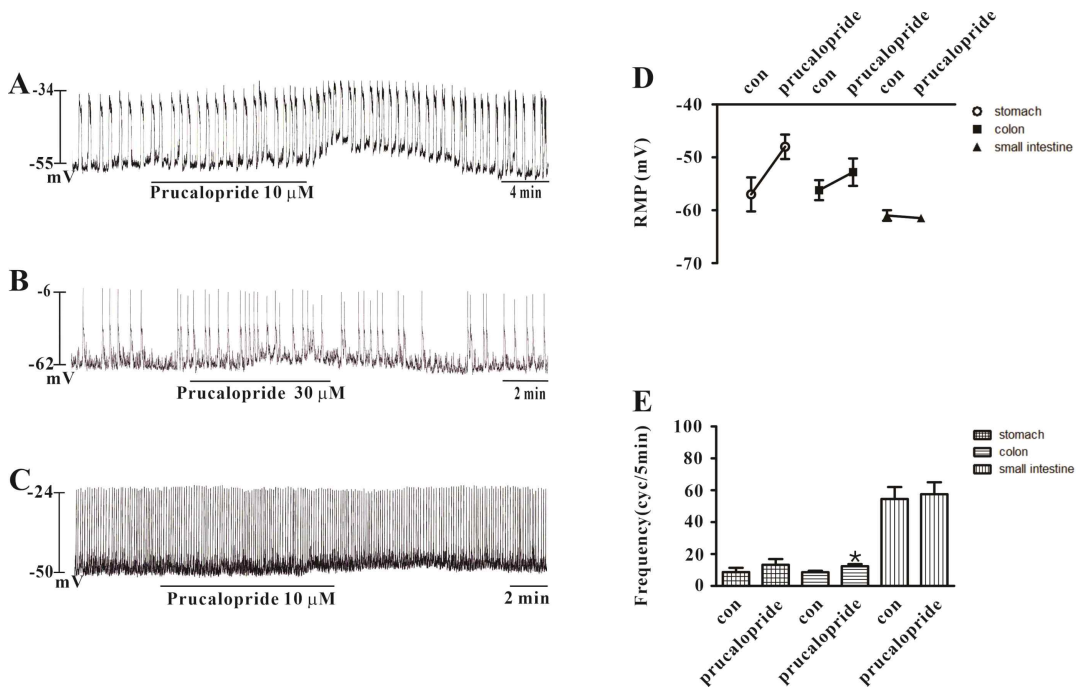 A
-34
-55
mV
Prucalopride 10 μM
4 min
B
-6
-62
mV
Prucalopride 30 μM
2 min
C
-24
-50
mV
Prucalopride 10 μM
2 min
D
con
prucalopride
con
prucalopride
con
prucalopride
-40
-50
-60
-70
RMP (mV)
stomach
colon
small intestine
E
100
80
60
40
20
0
Frequency(cyc/5min)
*
stomach
colon
small intestine
con
prucalopride
con
prucalopride
con
prucalopride